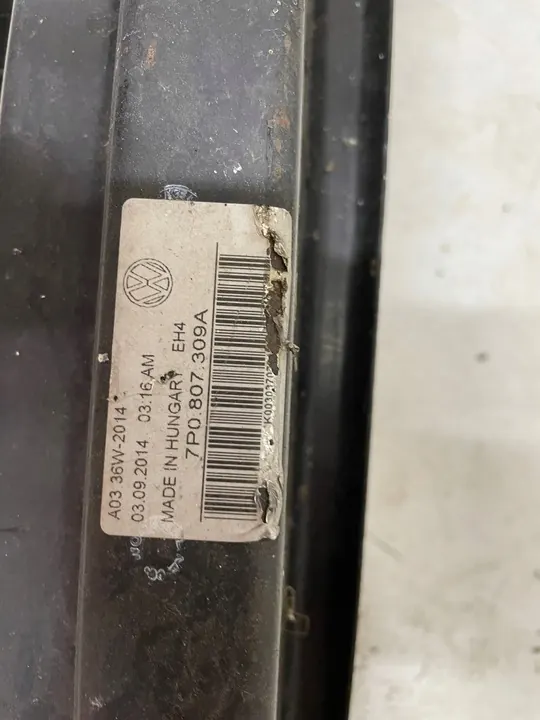 A03 36W-2014
03.09.2014 03:16 AM
MADE IN HUNGARY EH4
7P0.807.309A